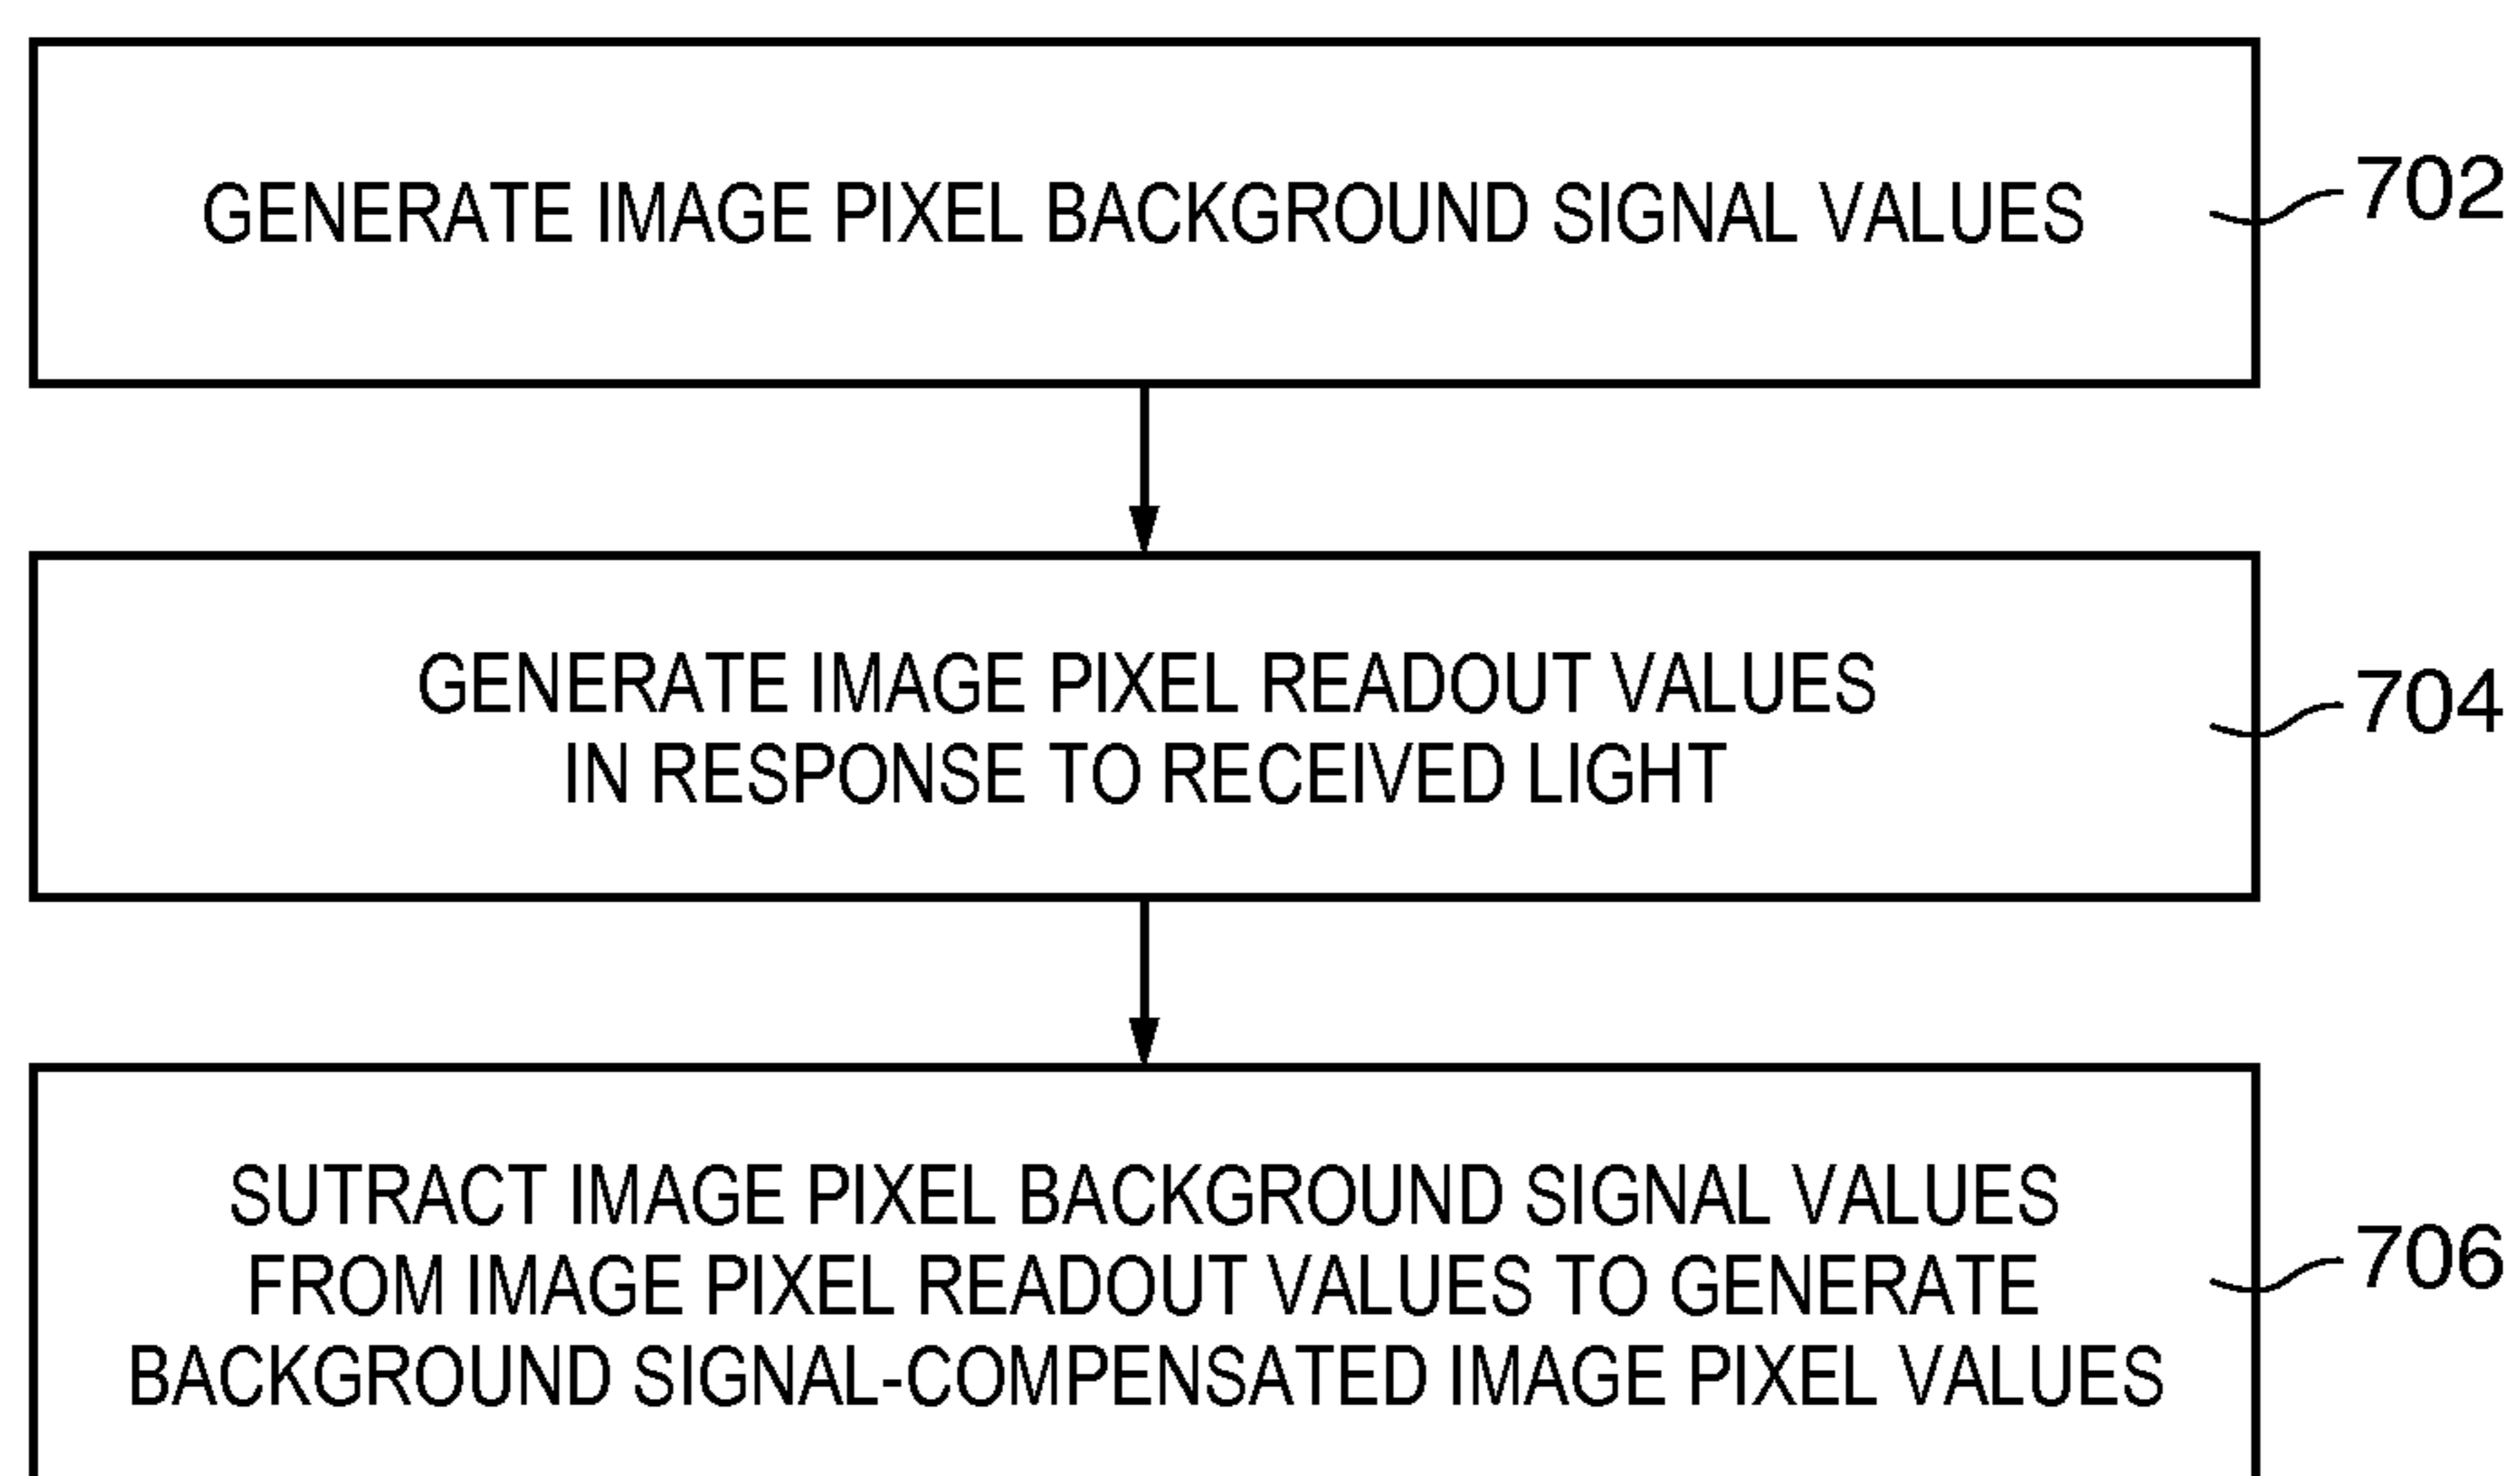 GENERATE IMAGE PIXEL BACKGROUND SIGNAL VALUES
702
GENERATE IMAGE PIXEL READOUT VALUES
IN RESPONSE TO RECEIVED LIGHT
704
SUTRACT IMAGE PIXEL BACKGROUND SIGNAL VALUES
FROM IMAGE PIXEL READOUT VALUES TO GENERATE
BACKGROUND SIGNAL-COMPENSATED IMAGE PIXEL VALUES
706